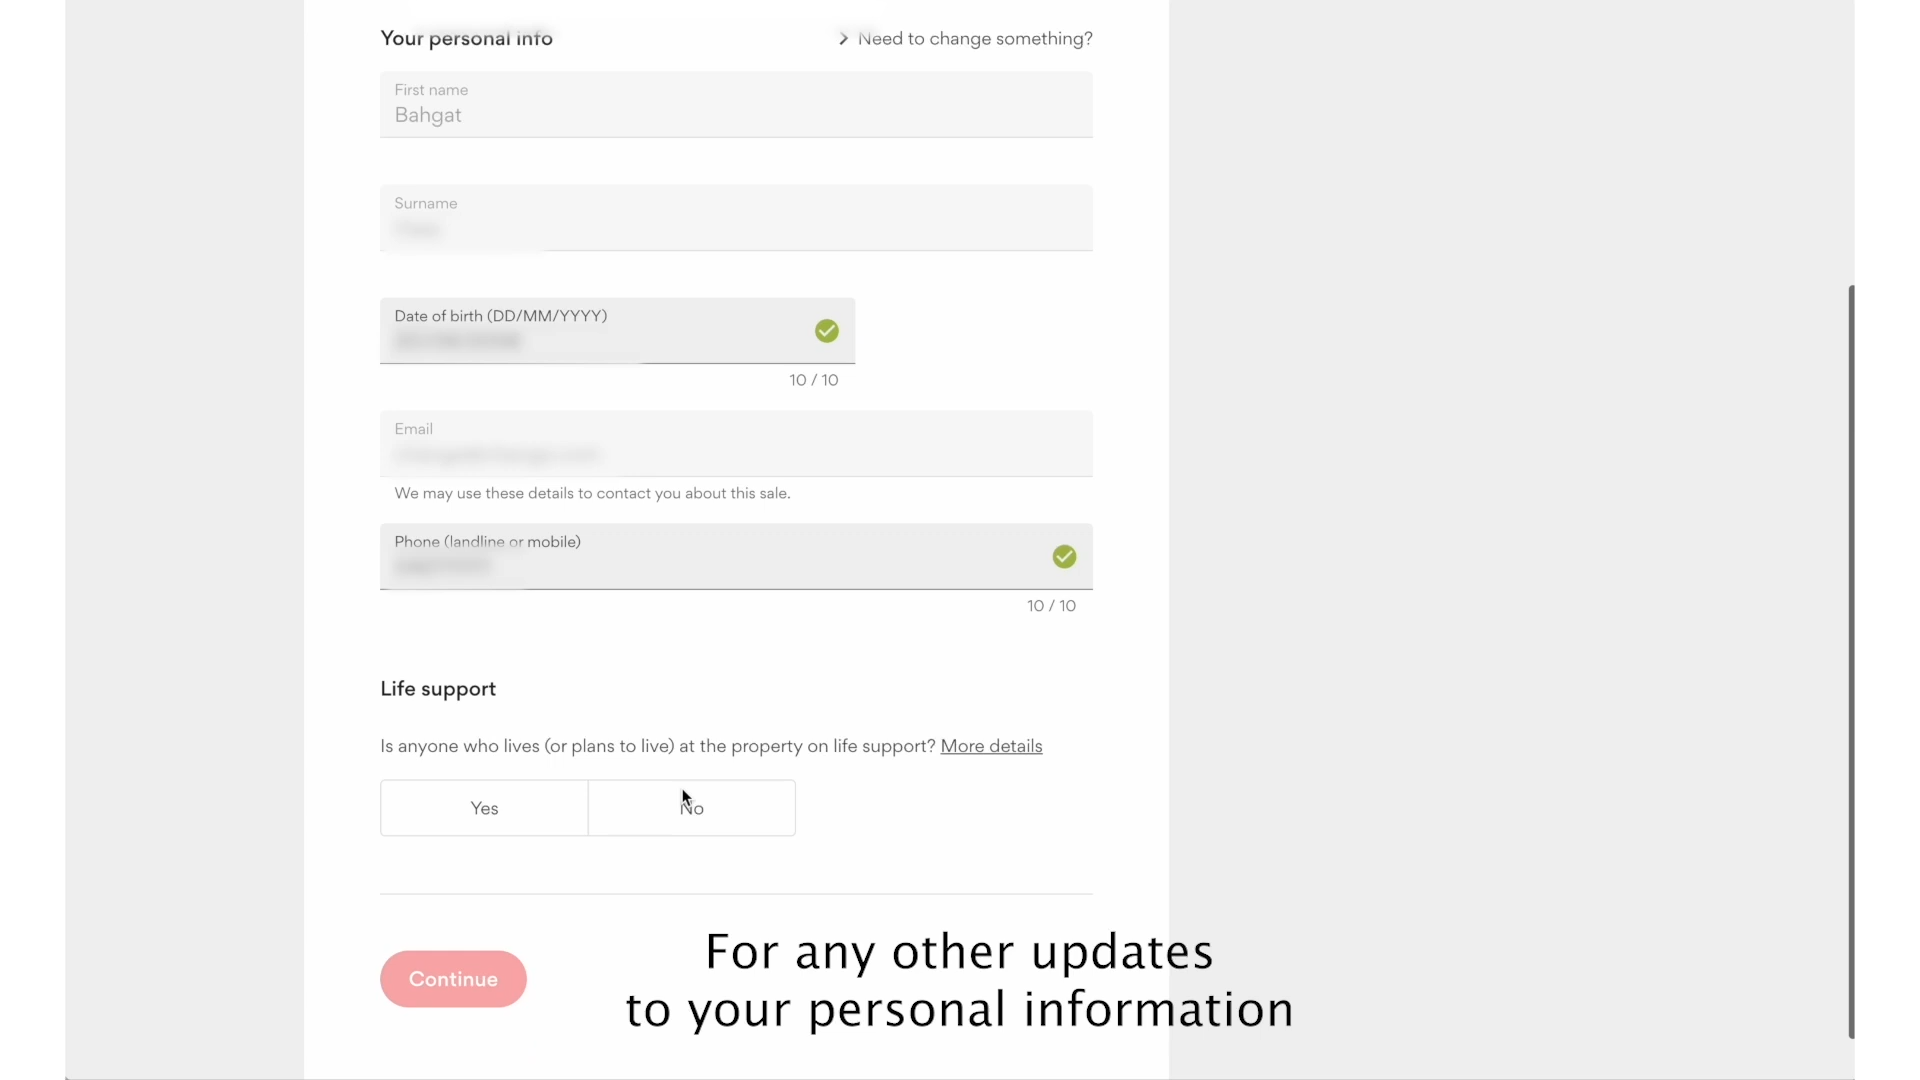 Your personal info
Need to change something?
First name
Bahgat
Surname
Date of birth (DD/MM/YYYY)
10 / 10
Email
We may use these details to contact you about this sale.
Phone (landline or mobile)
10 / 10
Life support
Is anyone who lives (or plans to live) at the property on life support? More details
Yes
No
Continue
For any other updates
to your personal information